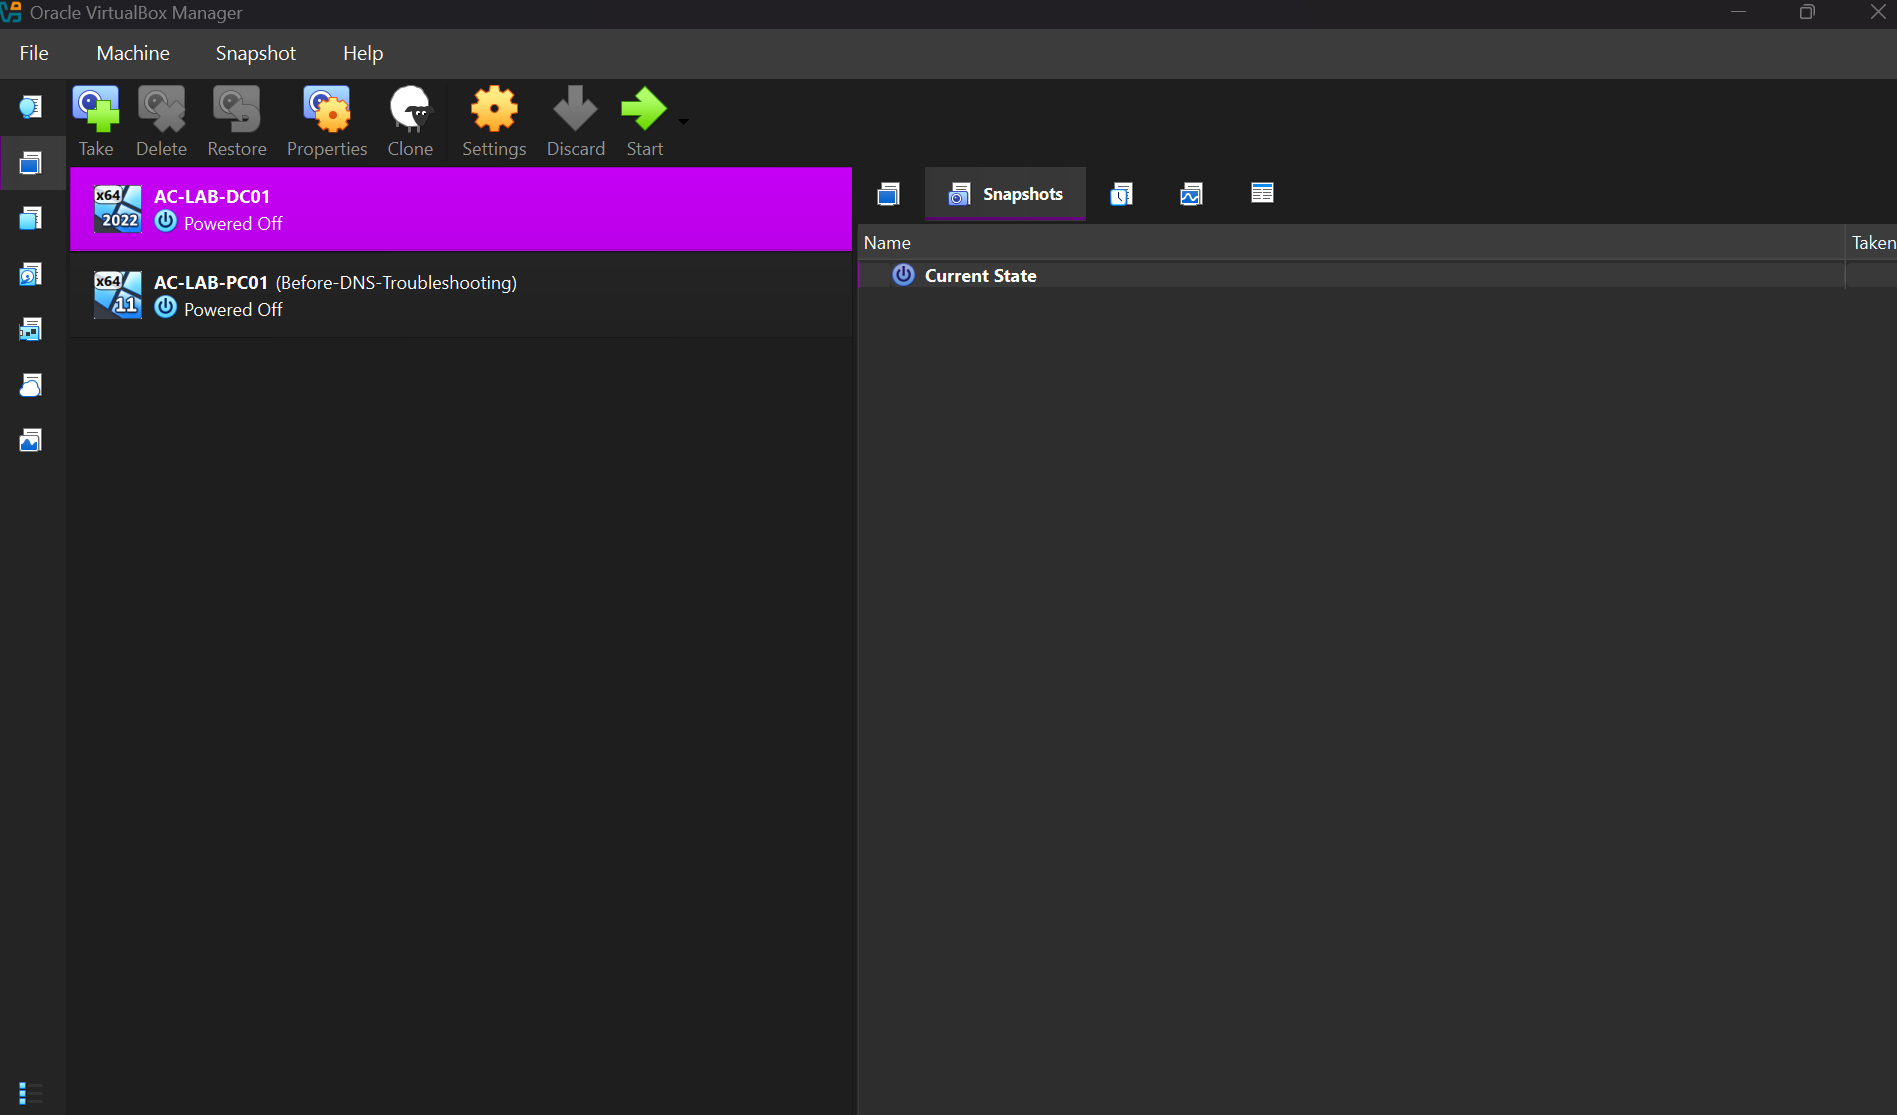 Oracle VirtualBox Manager
File Machine Snapshot Help
Take Delete Restore Properties Clone Settings Discard Start
x64 2022
AC-LAB-DC01
Powered Off
x64 11
AC-LAB-PC01 (Before-DNS-Troubleshooting)
Powered Off
Snapshots
Name Taken
Current State